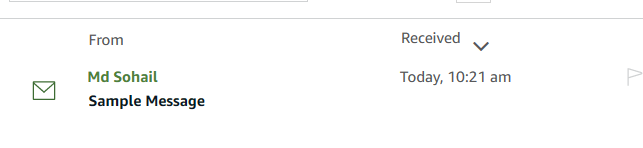 From Received
Md Sohail Today, 10:21 am
Sample Message